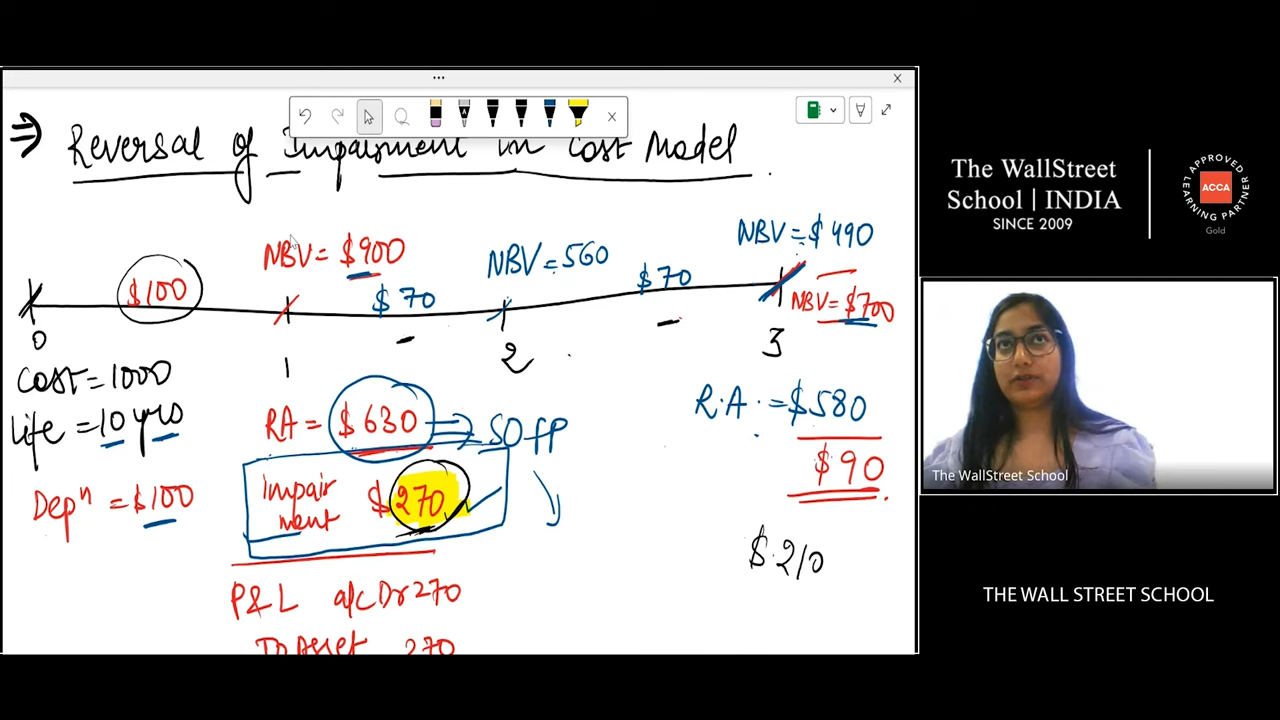 ⇒ Reversal of Impairment in Cost Model.
NBV = $490
NBV = $900
NBV = 560
$100
$70
$70
NBV = $700
0
1
2
3
Cost = 1000
Life = 10 yrs
Depⁿ = $100
RA = $630 ⇒ SOFP
Impair
ment $270
R.A. = $580
$90
$210
P&L a/c Dr 270
To Asset 270
The WallStreet
School | INDIA
SINCE 2009
APPROVED
LEARNING PARTNER
ACCA
Gold
The WallStreet School
THE WALL STREET SCHOOL